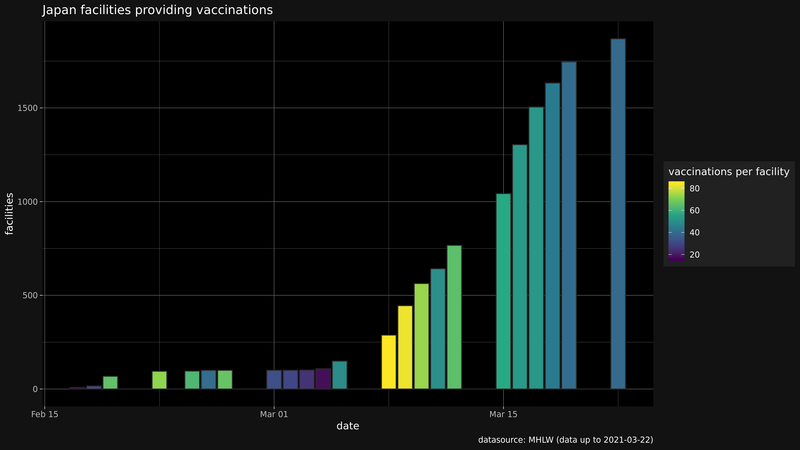 Japan facilities providing vaccinations
facilities
1500
1000
500
0
Feb 15
Mar 01
Mar 15
date
vaccinations per facility
80
60
40
20
datasource: MHLW (data up to 2021-03-22)